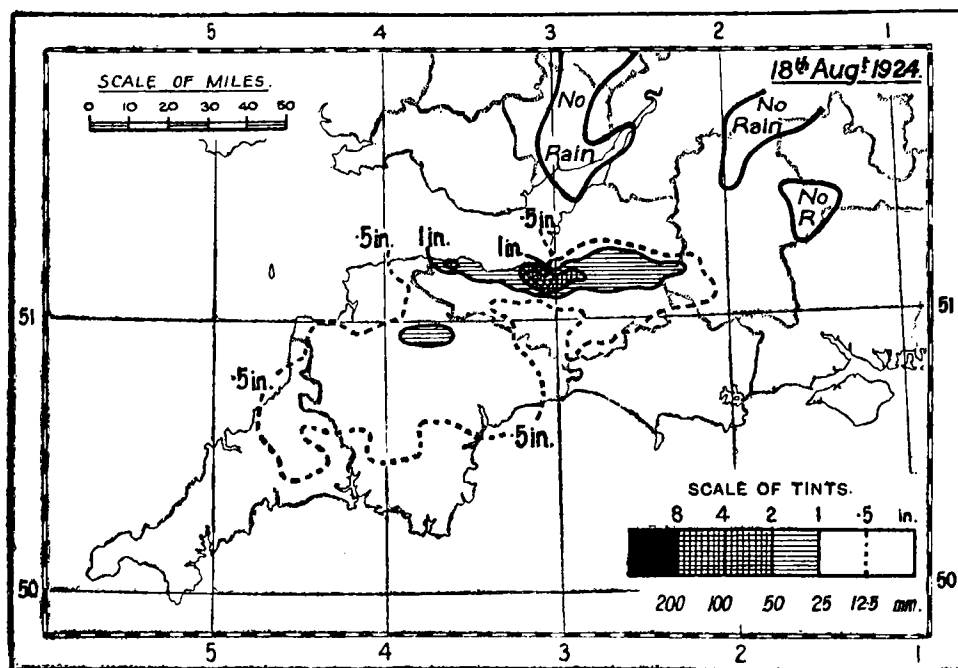 5 4 3 2 1
SCALE OF MILES.
0 10 20 30 40 50
18th Augt 1924.
No
Rain
No
Rain
No
R
.5in.
.5in.
1in.
1in.
51
51
.5in.
.5in.
SCALE OF TINTS.
8 4 2 1 .5 in.
50
50
200 100 50 25 12.5 mm.
5 4 3 2 1